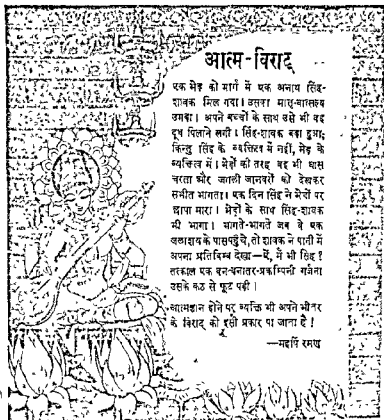 आत्म-विराट्
एक भेड़ को मार्ग में एक अनाथ सिंह-
शावक मिल गया। उसका मातृ-वात्सल्य
उमड़ा। अपने बच्चों के साथ उसे भी वह
दूध पिलाने लगी। सिंह-शावक बड़ा हुआ;
किन्तु सिंह के व्यक्तित्व में नहीं, भेड़ के
व्यक्तित्व में। भेड़ों की तरह वह भी घास
चरता और जंगली जानवरों को देखकर
सभीत भागता। एक दिन सिंह ने भेड़ों पर
छापा मारा। भेड़ों के साथ सिंह-शावक
भी भागा। भागते-भागते जब वे एक
जलाशय के पास पहुंचे, तो शावक ने पानी में
अपना प्रतिबिम्ब देखा—ऐं, मैं भी सिंह ?
तत्काल एक वन-धनान्तर-प्रकम्पिनी गर्जना
उसके कंठ से फूट पड़ी।
आत्मज्ञान होने पर व्यक्ति भी अपने भीतर
के विराट को इसी प्रकार पा जाता है !
—महर्षि रमण